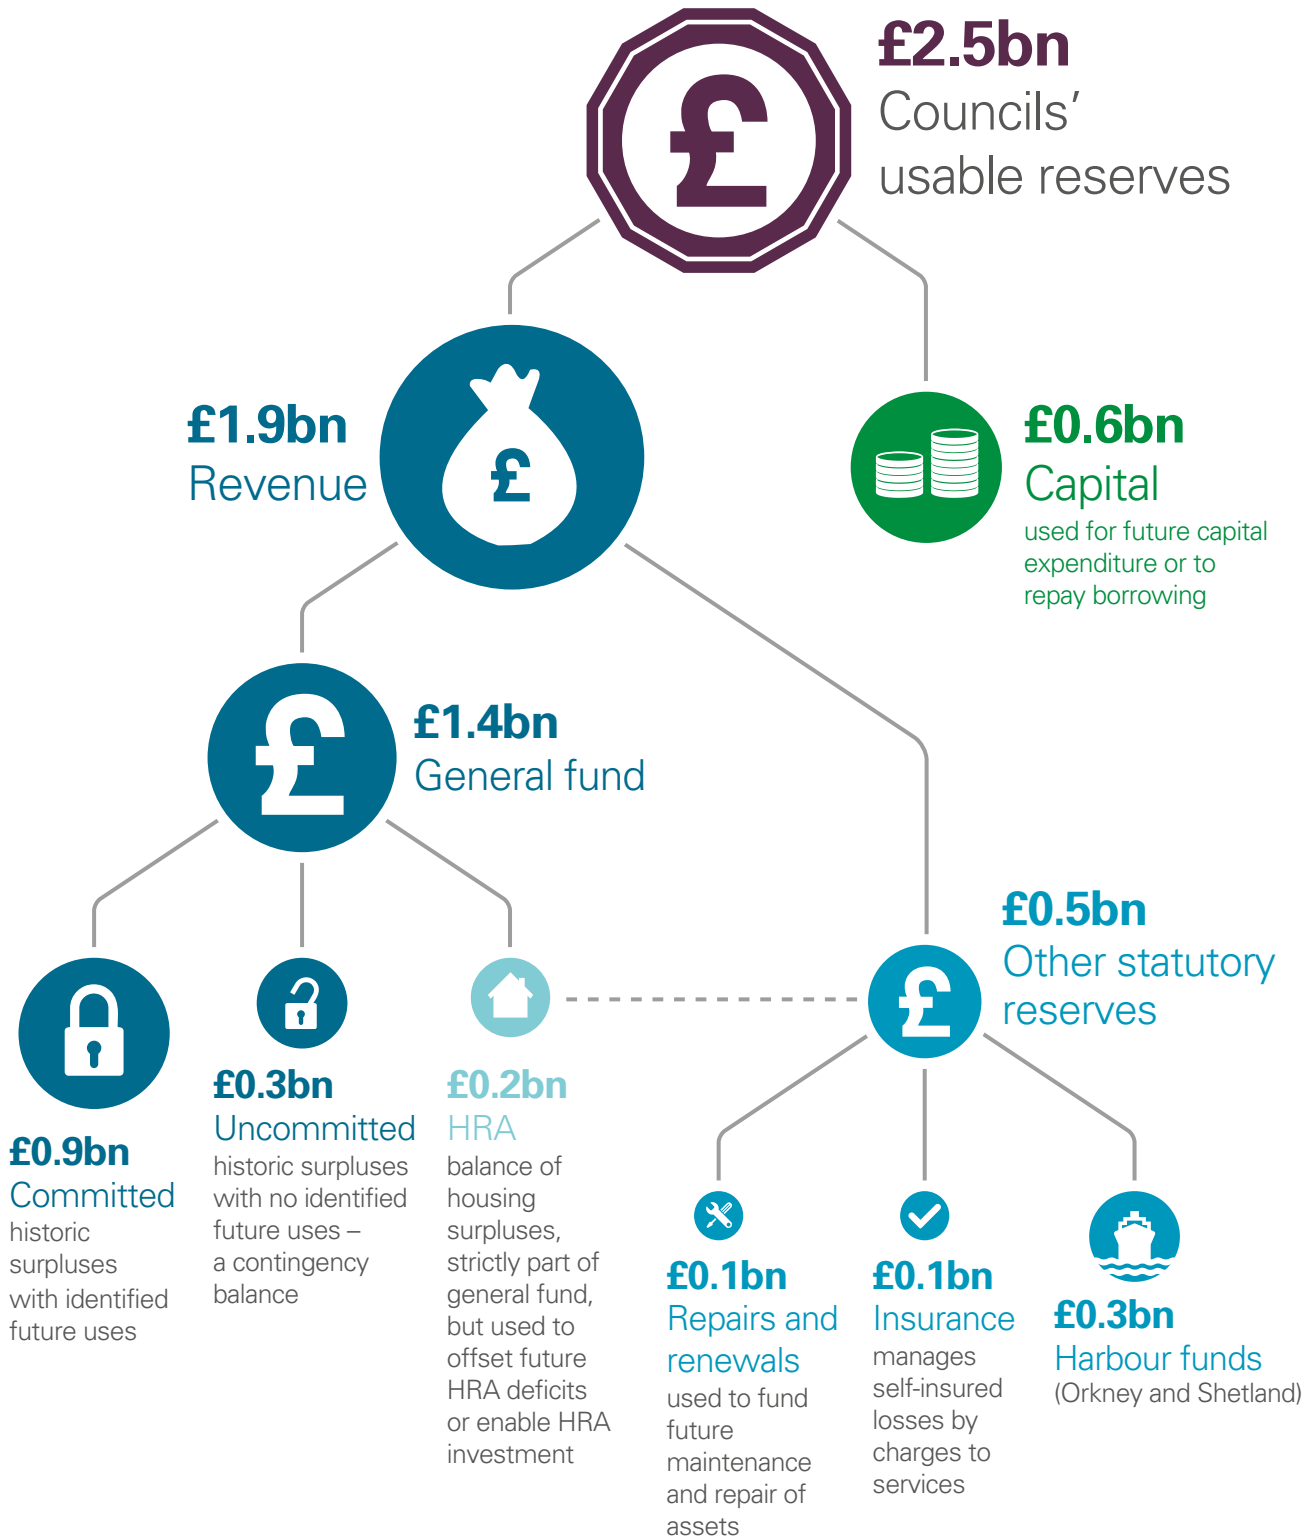 £2.5bn
Councils’
usable reserves
£1.9bn
Revenue
£
£0.6bn
Capital
used for future capital
expenditure or to
repay borrowing
£
£1.4bn
General fund
£
£0.5bn
Other statutory
reserves
£
£0.9bn
Committed
historic
surpluses
with identified
future uses
£0.3bn
Uncommitted
historic surpluses
with no identified
future uses –
a contingency
balance
£0.2bn
HRA
balance of
housing
surpluses,
strictly part of
general fund,
but used to
offset future
HRA deficits
or enable HRA
investment
£0.1bn
Repairs and
renewals
used to fund
future
maintenance
and repair of
assets
£0.1bn
Insurance
manages
self-insured
losses by
charges to
services
£0.3bn
Harbour funds
(Orkney and Shetland)
£